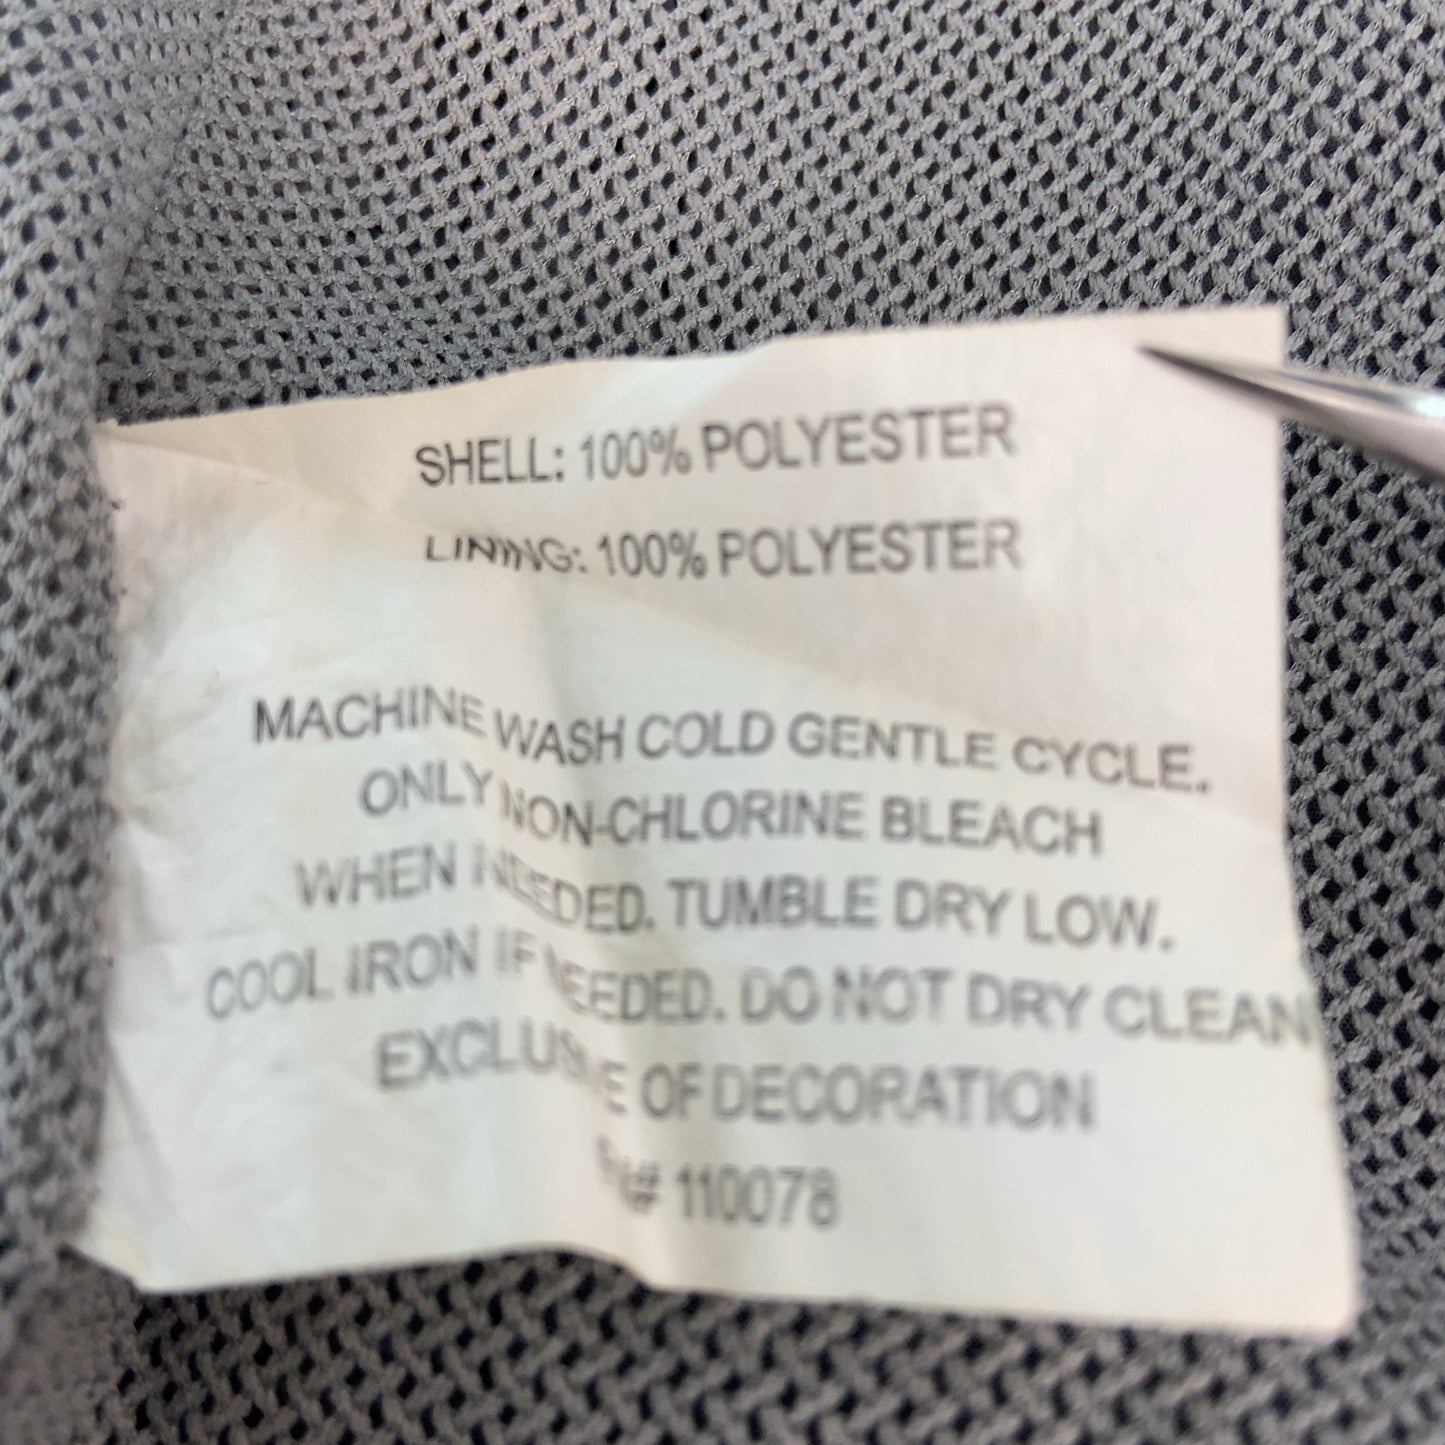 SHELL: 100% POLYESTER
LINING: 100% POLYESTER
MACHINE WASH COLD GENTLE CYCLE.
ONLY NON-CHLORINE BLEACH
WHEN NEEDED. TUMBLE DRY LOW.
COOL IRON IF NEEDED. DO NOT DRY CLEAN
EXCLUSIVE OF DECORATION
110078